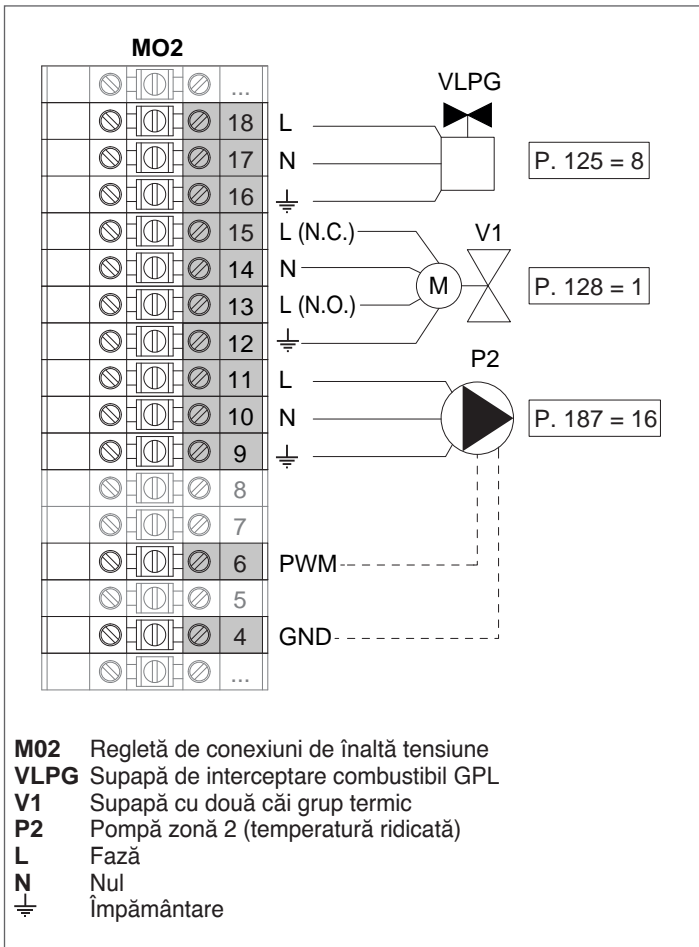 MO2
...
VLPG
18 L
17 N P. 125 = 8
16
15 L (N.C.) V1
14 N M P. 128 = 1
13 L (N.O.)
12
P2
11 L
10 N P. 187 = 16
9
8
7
6 PWM
5
4 GND
...
M02 Regletă de conexiuni de înaltă tensiune
VLPG Supapă de interceptare combustibil GPL
V1 Supapă cu două căi grup termic
P2 Pompă zonă 2 (temperatură ridicată)
L Fază
N Nul
Împământare